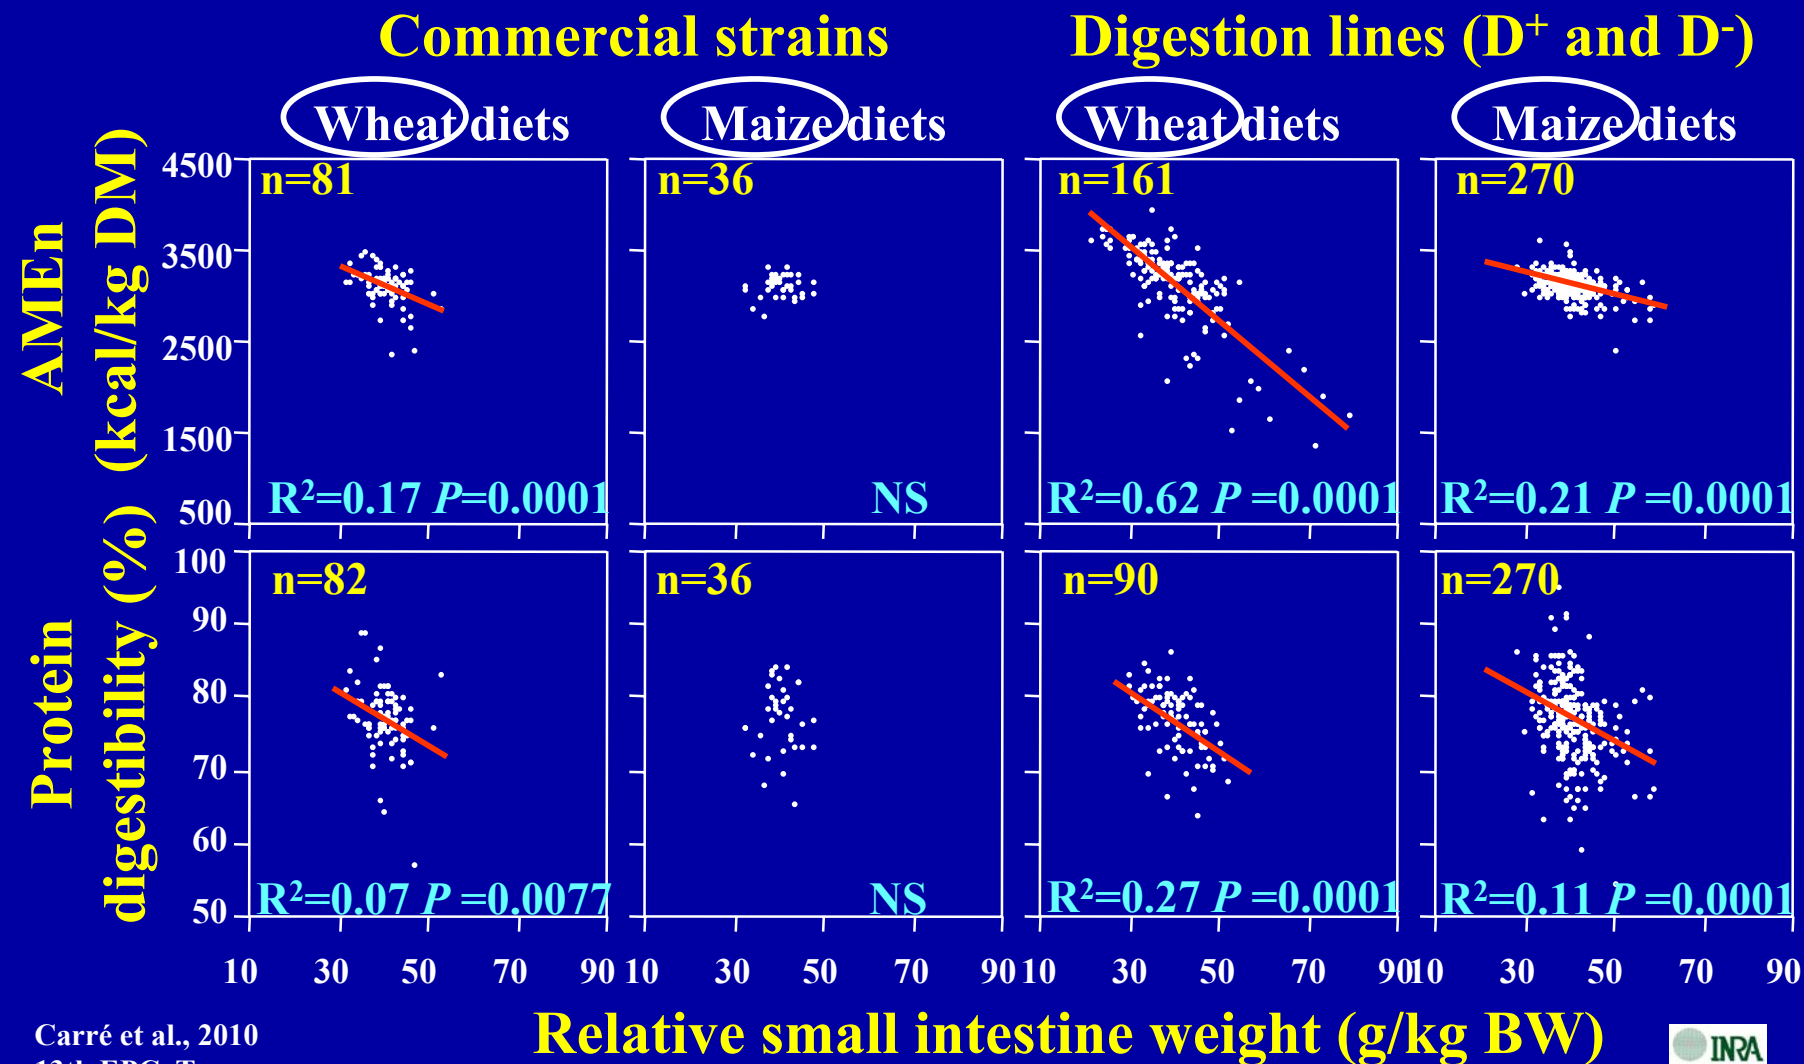 Commercial strains Digestion lines (D+ and D-)
Wheat diets Maize diets Wheat diets Maize diets
AMEn
(kcal/kg DM)
4500
3500
2500
1500
500
n=81 n=36 n=161 n=270
R²=0.17 P=0.0001 NS R²=0.62 P =0.0001 R²=0.21 P =0.0001
Protein
digestibility (%)
100
90
80
70
60
50
n=82 n=36 n=90 n=270
R²=0.07 P =0.0077 NS R²=0.27 P =0.0001 R²=0.11 P =0.0001
10 30 50 70 90 10 30 50 70 90 10 30 50 70 90 10 30 50 70 90
Relative small intestine weight (g/kg BW)
Carré et al., 2010
INRA